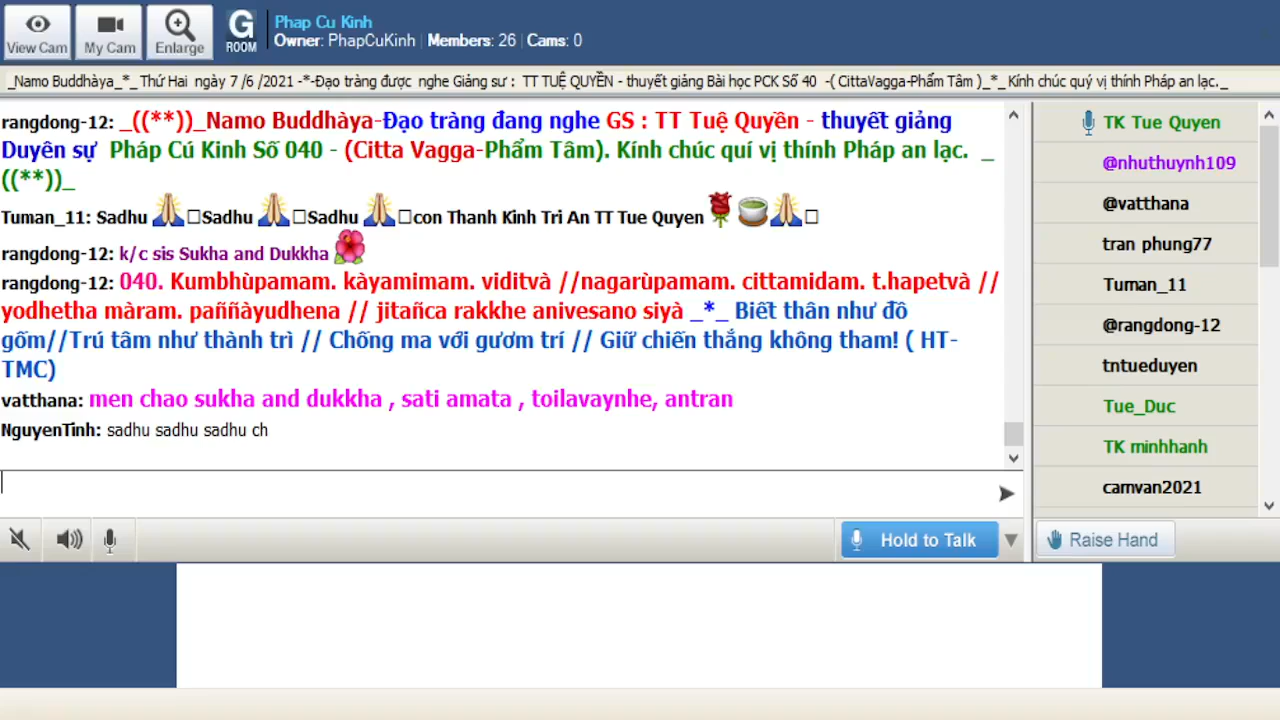 View Cam
My Cam
Enlarge
G
ROOM
Phap Cu Kinh
Owner: PhapCuKinh | Members: 26 | Cams: 0
_Namo Buddhàya_*_Thứ Hai ngày 7 /6 /2021 -*-Đạo tràng được nghe Giảng sư : TT TUỆ QUYỀN - thuyết giảng Bài học PCK Số 40 -( CittaVagga-Phẩm Tâm )_*_Kính chúc quý vị thính Pháp an lạc._
rangdong-12: _((**))_Namo Buddhàya-Đạo tràng đang nghe GS : TT Tuệ Quyền - thuyết giảng
Duyên sự Pháp Cú Kinh Số 040 - (Citta Vagga-Phẩm Tâm). Kính chúc quí vị thính Pháp an lạc. _
((**))_
Tuman_11: Sadhu 🙏Sadhu 🙏Sadhu 🙏con Thanh Kinh Tri An TT Tue Quyen🌹🍵🙏
rangdong-12: k/c sis Sukha and Dukkha🌺
rangdong-12: 040. Kumbhùpamam. kàyamimam. viditvà //nagarùpamam. cittamidam. t.hapetvà //
yodhetha màram. paññàyudhena // jitañca rakkhe anivesano siyà _*_ Biết thân như đồ
gốm//Trú tâm như thành trì // Chống ma với gươm trí // Giữ chiến thắng không tham! ( HT-
TMC)
vatthana: men chao sukha and dukkha , sati amata , toilavaynhe, antran
NguyenTinh: sadhu sadhu sadhu ch
TK Tue Quyen
@nhuthuynh109
@vatthana
tran phung77
Tuman_11
@rangdong-12
tntueduyen
Tue_Duc
TK minhhanh
camvan2021
Hold to Talk
Raise Hand